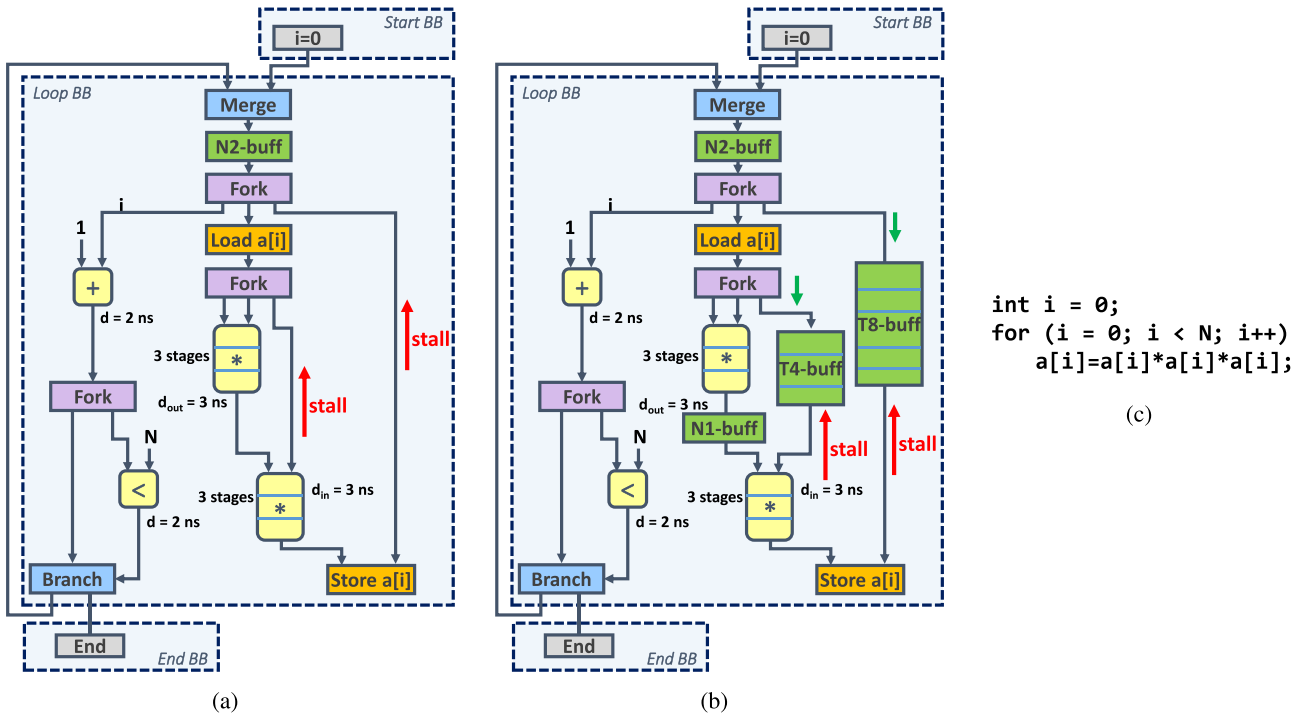 Start BB
i=0
Loop BB
Merge
N2-buff
Fork
i
1
Load a[i]
+
Fork
d = 2 ns
3 stages
*
stall
d_out = 3 ns
stall
Fork
N
<
3 stages
*
d_in = 3 ns
d = 2 ns
Branch
Store a[i]
End
End BB
(a)
Start BB
i=0
Loop BB
Merge
N2-buff
Fork
i
1
Load a[i]
+
Fork
d = 2 ns
3 stages
*
T4-buff
T8-buff
d_out = 3 ns
Fork
N1-buff
N
stall
stall
<
3 stages
*
d_in = 3 ns
d = 2 ns
Branch
Store a[i]
End
End BB
(b)
int i = 0;
for (i = 0; i < N; i++)
a[i]=a[i]*a[i]*a[i];
(c)